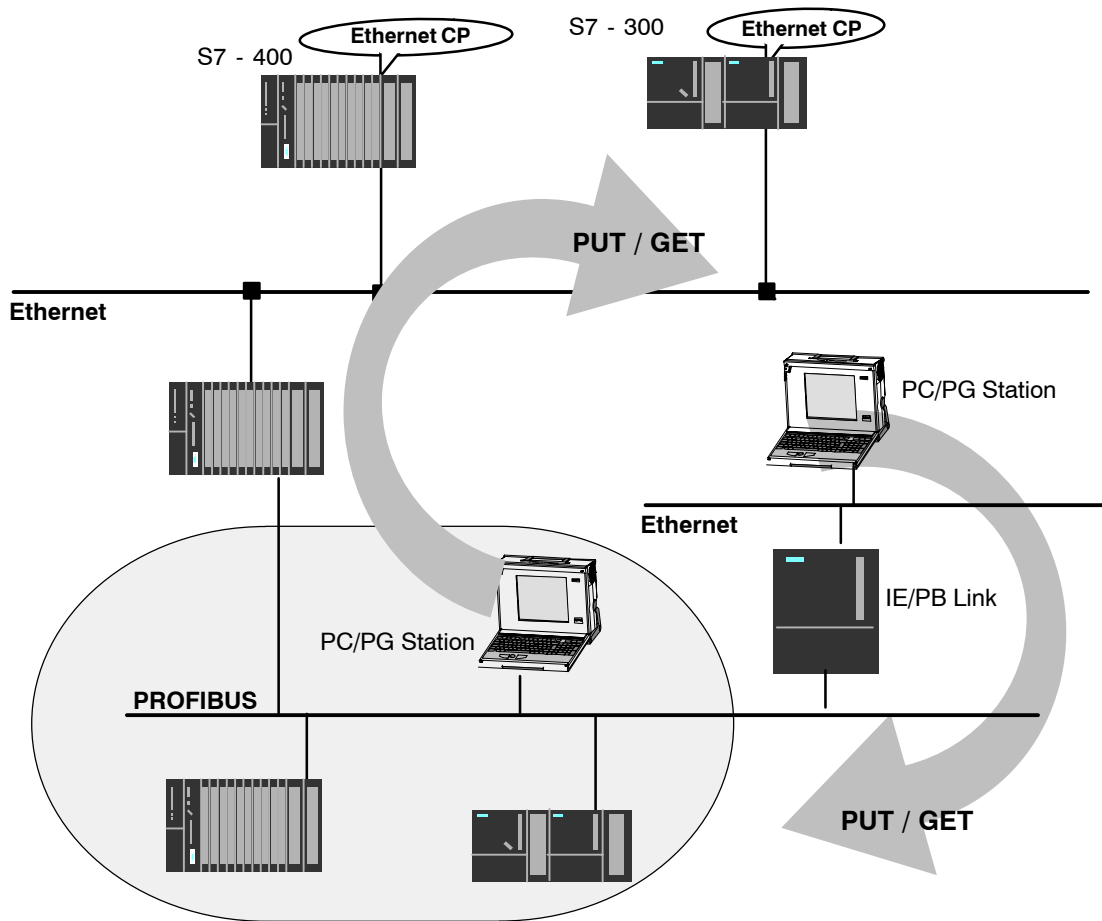 Ethernet CP
S7 - 400
S7 - 300
Ethernet CP
PUT / GET
Ethernet
PC/PG Station
Ethernet
IE/PB Link
PC/PG Station
PROFIBUS
PUT / GET